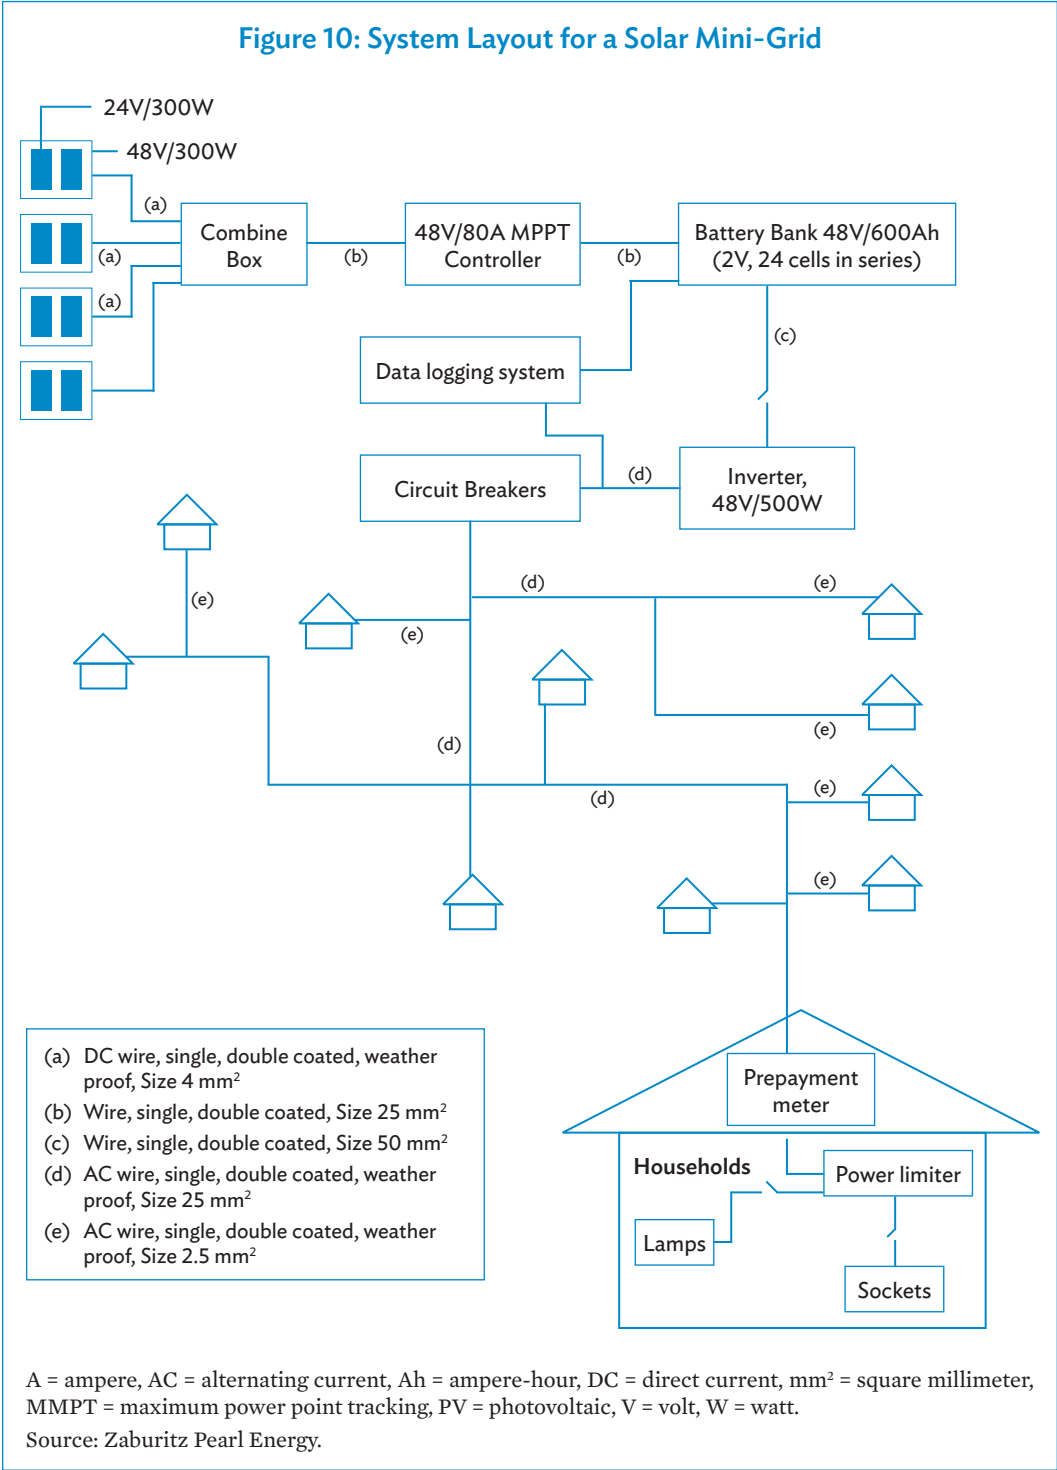 Figure 10: System Layout for a Solar Mini-Grid
24V/300W
48V/300W
(a)
(a)
(a)
Combine
Box
(b)
48V/80A MPPT
Controller
(b)
Battery Bank 48V/600Ah
(2V, 24 cells in series)
(c)
Data logging system
Circuit Breakers
(d)
Inverter,
48V/500W
(e)
(e)
(d)
(e)
(e)
(d)
(d)
(e)
(e)
(a) DC wire, single, double coated, weather
proof, Size 4 mm²
(b) Wire, single, double coated, Size 25 mm²
(c) Wire, single, double coated, Size 50 mm²
(d) AC wire, single, double coated, weather
proof, Size 25 mm²
(e) AC wire, single, double coated, weather
proof, Size 2.5 mm²
Prepayment
meter
Households
Power limiter
Lamps
Sockets
A = ampere, AC = alternating current, Ah = ampere-hour, DC = direct current, mm² = square millimeter,
MMPT = maximum power point tracking, PV = photovoltaic, V = volt, W = watt.
Source: Zaburitz Pearl Energy.